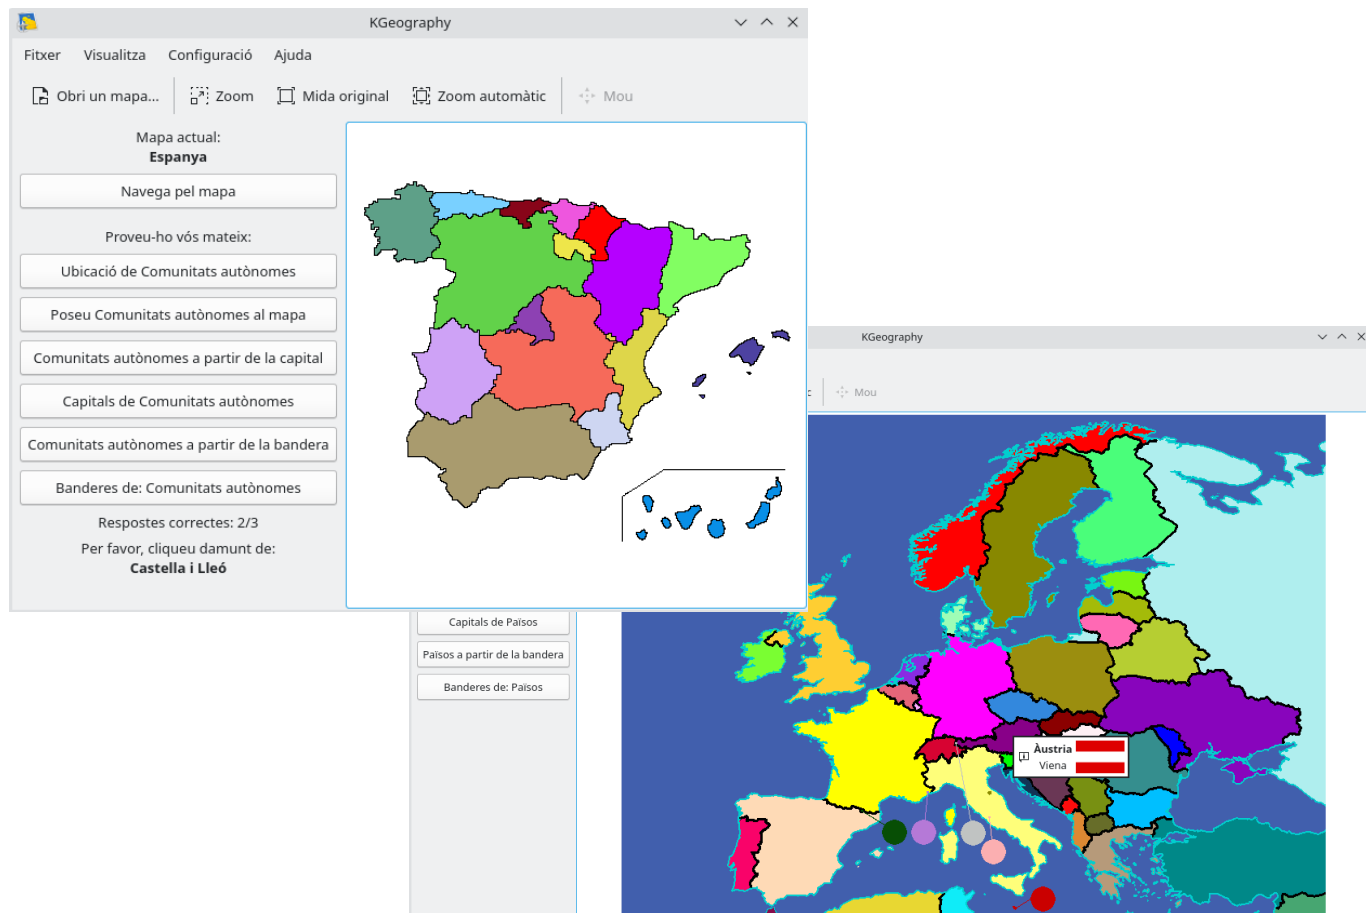 KGeography
Fitxer Visualitza Configuració Ajuda
Obri un mapa... Zoom Mida original Zoom automàtic Mou
Mapa actual:
Espanya
Navega pel mapa
Proveu-ho vós mateix:
Ubicació de Comunitats autònomes
Poseu Comunitats autònomes al mapa
Comunitats autònomes a partir de la capital
Capitals de Comunitats autònomes
Comunitats autònomes a partir de la bandera
Banderes de: Comunitats autònomes
Respostes correctes: 2/3
Per favor, cliqueu damunt de:
Castella i Lleó
KGeography
Mou
Capitals de Països
Països a partir de la bandera
Banderes de: Països
Àustria
Viena